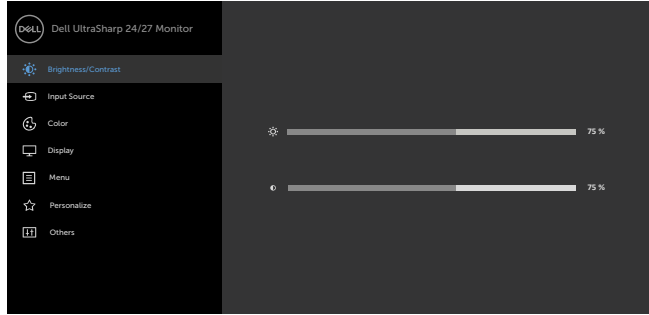 DELL
Dell UltraSharp 24/27 Monitor
Brightness/Contrast
Input Source
75 %
Color
Display
Menu
75 %
Personalize
Others